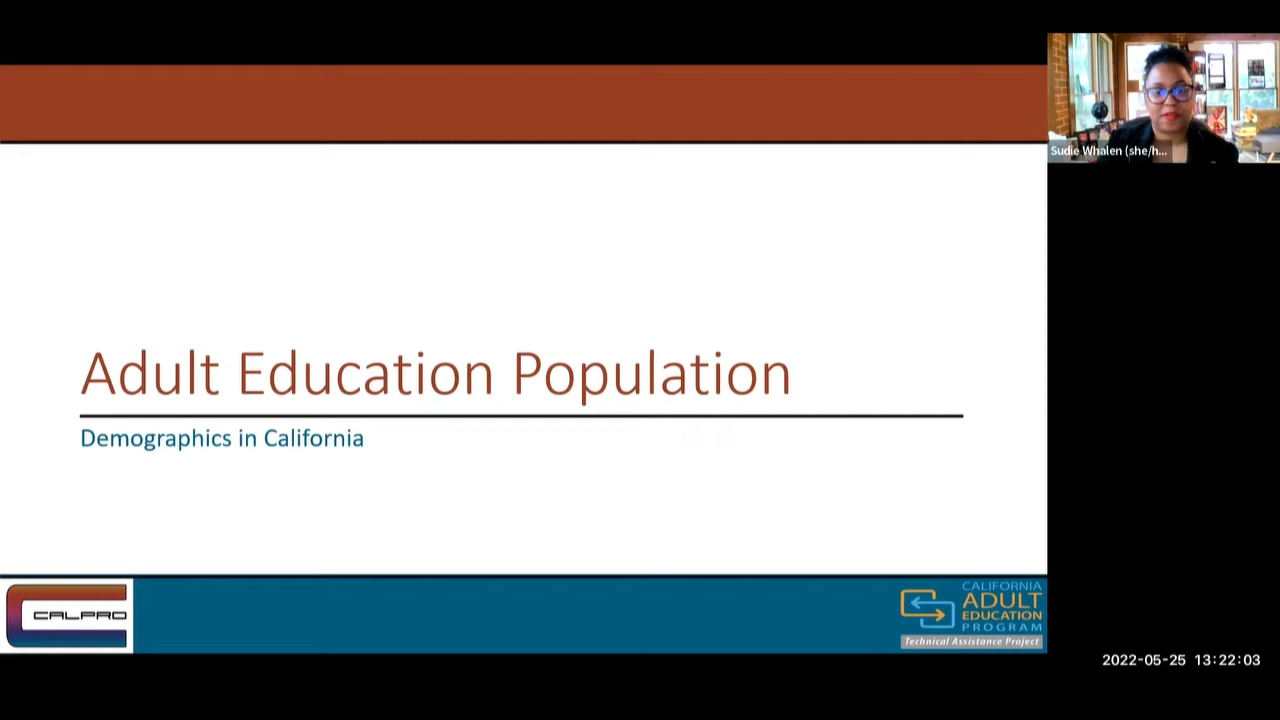 Sudie Whalen (she/h...
Adult Education Population
Demographics in California
CALPRO
CALIFORNIA
ADULT
EDUCATION
PROGRAM
Technical Assistance Project
2022-05-25 13:22:03